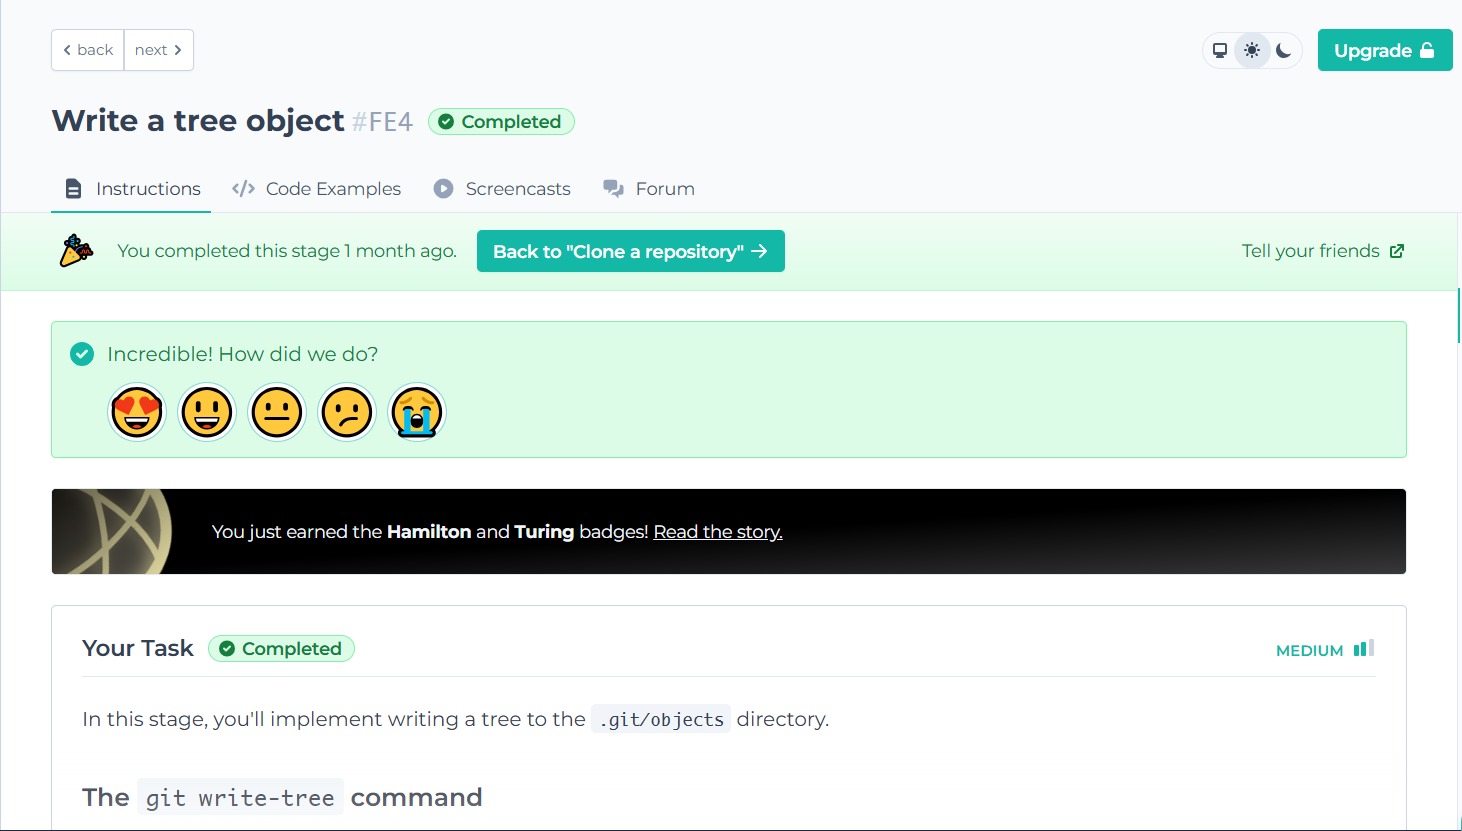 back next
Upgrade
Write a tree object #FE4 Completed
Instructions Code Examples Screencasts Forum
You completed this stage 1 month ago. Back to "Clone a repository" → Tell your friends
Incredible! How did we do?
You just earned the Hamilton and Turing badges! Read the story.
Your Task Completed MEDIUM
In this stage, you'll implement writing a tree to the .git/objects directory.
The git write-tree command